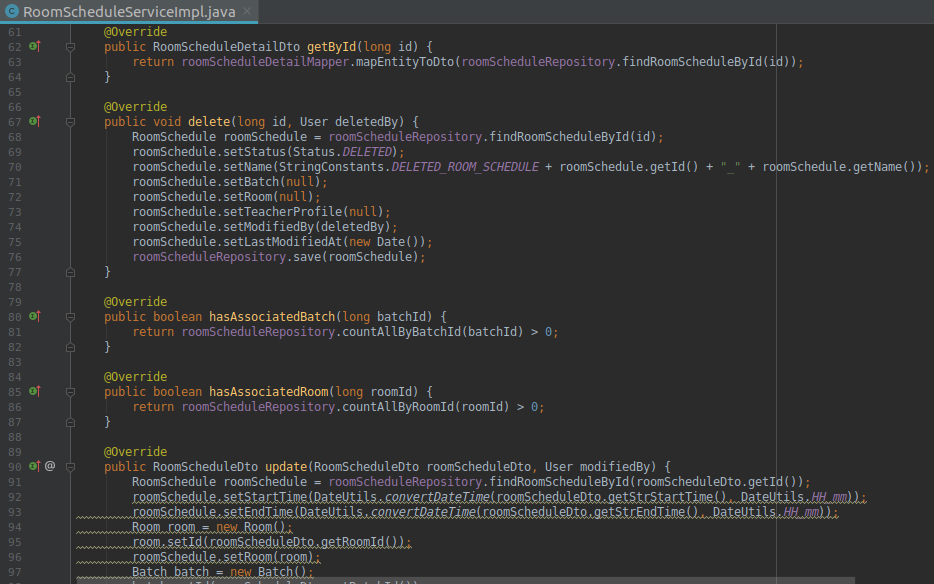 RoomScheduleServiceImpl.java
61 @Override
62 public RoomScheduleDetailDto getById(long id) {
63 return roomScheduleDetailMapper.mapEntityToDto(roomScheduleRepository.findRoomScheduleById(id));
64 }
65
66 @Override
67 public void delete(long id, User deletedBy) {
68 RoomSchedule roomSchedule = roomScheduleRepository.findRoomScheduleById(id);
69 roomSchedule.setStatus(Status.DELETED);
70 roomSchedule.setName(StringConstants.DELETED_ROOM_SCHEDULE + roomSchedule.getId() + "_" + roomSchedule.getName());
71 roomSchedule.setBatch(null);
72 roomSchedule.setRoom(null);
73 roomSchedule.setTeacherProfile(null);
74 roomSchedule.setModifiedBy(deletedBy);
75 roomSchedule.setLastModifiedAt(new Date());
76 roomScheduleRepository.save(roomSchedule);
77 }
78
79 @Override
80 public boolean hasAssociatedBatch(long batchId) {
81 return roomScheduleRepository.countAllByBatchId(batchId) > 0;
82 }
83
84 @Override
85 public boolean hasAssociatedRoom(long roomId) {
86 return roomScheduleRepository.countAllByRoomId(roomId) > 0;
87 }
88
89 @Override
90 @ public RoomScheduleDto update(RoomScheduleDto roomScheduleDto, User modifiedBy) {
91 RoomSchedule roomSchedule = roomScheduleRepository.findRoomScheduleById(roomScheduleDto.getId());
92 roomSchedule.setStartTime(DateUtils.convertDateTime(roomScheduleDto.getStrStartTime(), DateUtils.HH_mm));
93 roomSchedule.setEndTime(DateUtils.convertDateTime(roomScheduleDto.getStrEndTime(), DateUtils.HH_mm));
94 Room room = new Room();
95 room.setId(roomScheduleDto.getRoomId());
96 roomSchedule.setRoom(room);
97 Batch batch = new Batch();